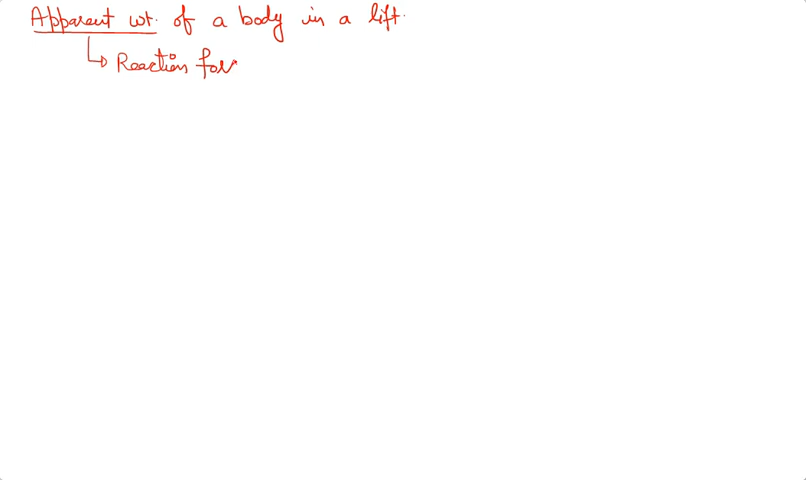 Apparent wt. of a body in a lift.
Reaction for